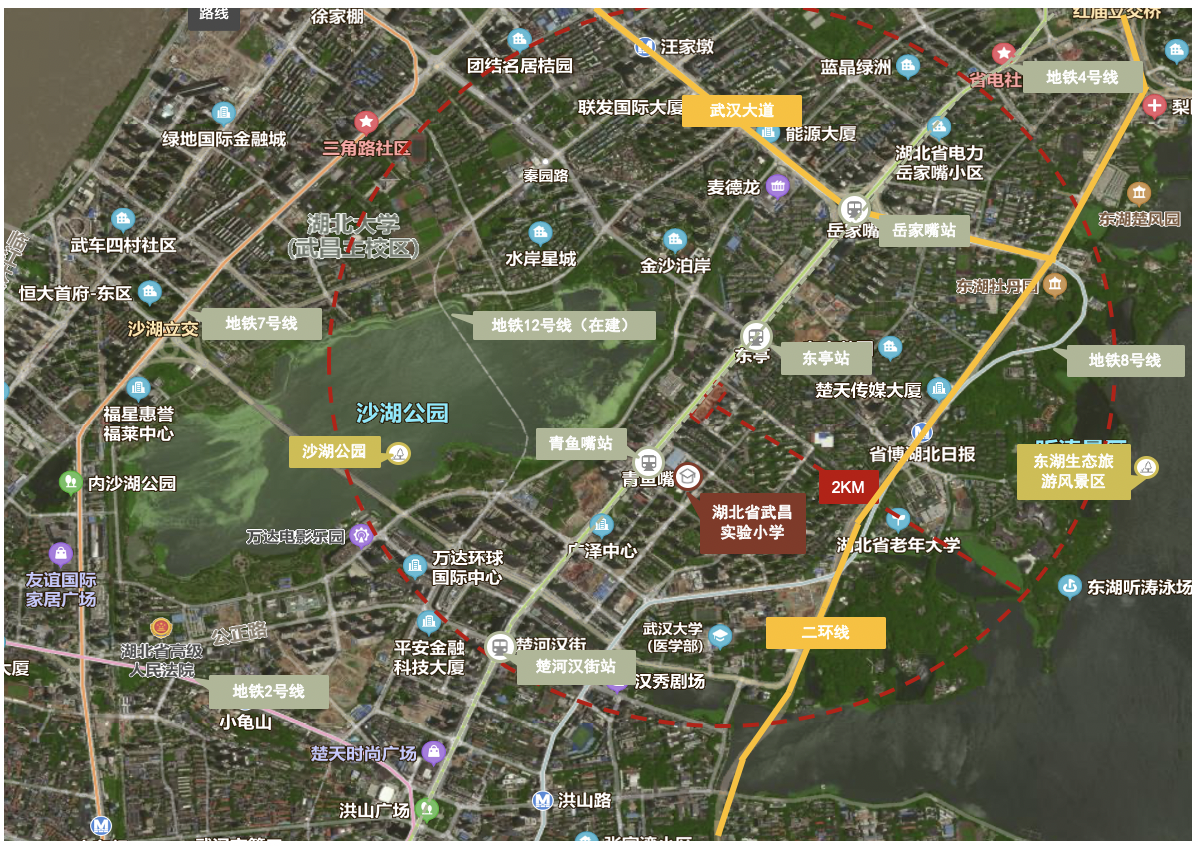 路线
徐家棚
红庙立交桥
汪家墩
团结名居桔园
蓝晶绿洲
省电社
地铁4号线
联发国际大厦
武汉大道
能源大厦
梨
绿地国际金融城
三角路社区
湖北省电力
岳家嘴小区
秦园路
麦德龙
湖北大学
(武昌主校区)
东湖楚风园
武车四村社区
水岸星城
金沙泊岸
岳家嘴
岳家嘴站
恒大首府-东区
东湖牡丹园
沙湖立交
地铁7号线
地铁12号线（在建）
东亭
东亭站
地铁8号线
楚天传媒大厦
福星惠誉
福莱中心
沙湖公园
沙湖公园
青鱼嘴站
省博湖北日报
听涛景区
东湖生态旅
游风景区
内沙湖公园
青鱼嘴
2KM
湖北省武昌
实验小学
万达电影乐园
广泽中心
湖北省老年大学
万达环球
国际中心
友谊国际
家居广场
东湖听涛泳场
公正路
武汉大学
(医学部)
二环线
湖北省高级
人民法院
平安金融
科技大厦
楚河汉街
楚河汉街站
大厦
汉秀剧场
地铁2号线
小龟山
楚天时尚广场
洪山广场
洪山路